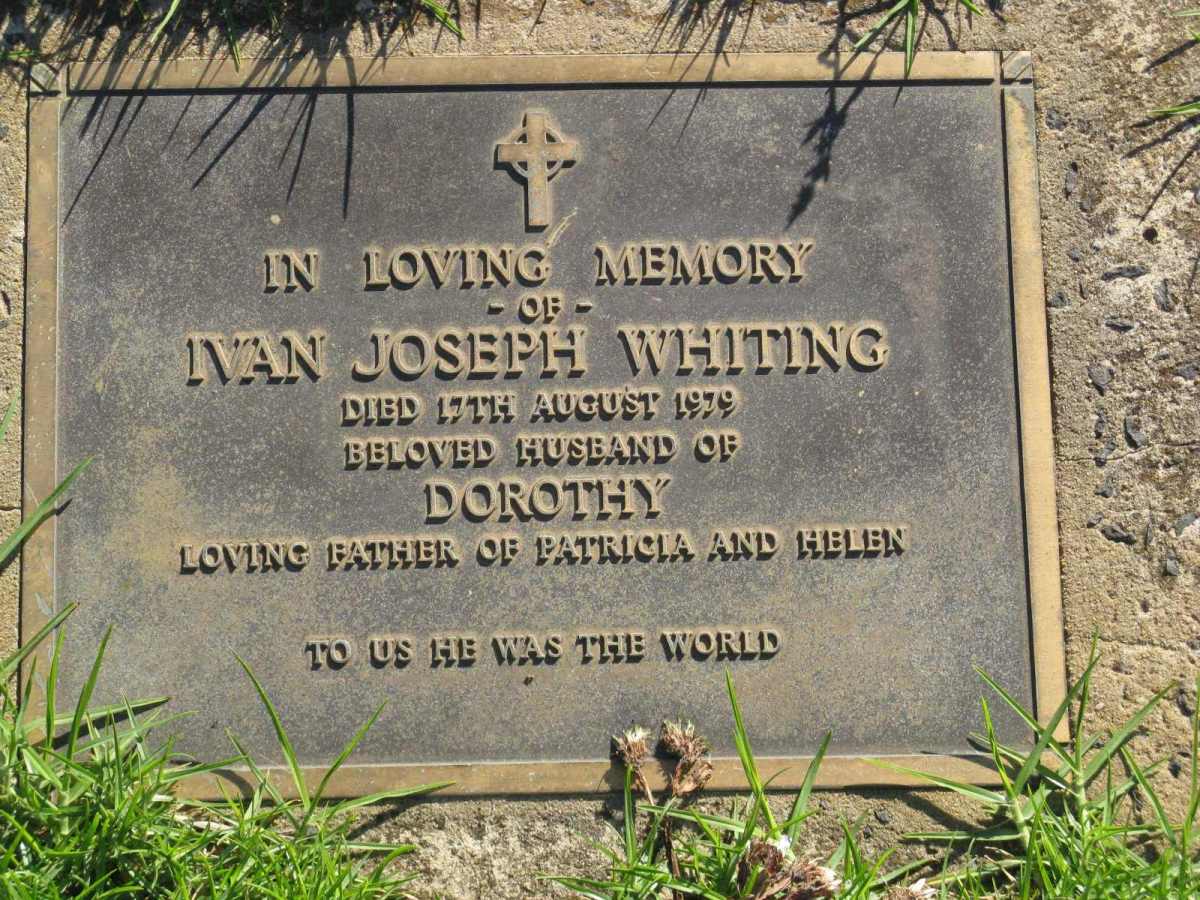 IN LOVING MEMORY
- OF -
IVAN JOSEPH WHITING
DIED 17TH AUGUST 1979
BELOVED HUSBAND OF
DOROTHY
LOVING FATHER OF PATRICIA AND HELEN
TO US HE WAS THE WORLD